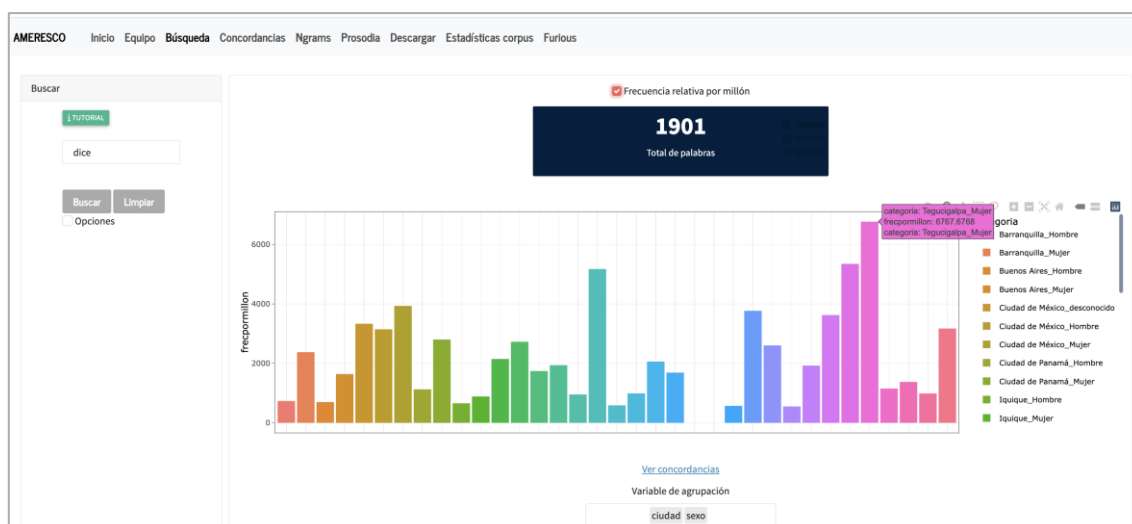 AMERESCO Inicio Equipo Búsqueda Concordancias Ngrams Prosodia Descargar Estadísticas corpus Furious
Buscar
i TUTORIAL
dice
Buscar Limpiar
Opciones
Frecuencia relativa por millón
1901
Total de palabras
categoria: Tegucigalpa_Mujer
frecpormillon: 6767.6768
categoria: Tegucigalpa_Mujer
frecpormillon
6000
4000
2000
0
egoria
Barranquilla_Hombre
Barranquilla_Mujer
Buenos Aires_Hombre
Buenos Aires_Mujer
Ciudad de México_desconocido
Ciudad de México_Hombre
Ciudad de México_Mujer
Ciudad de Panamá_Hombre
Ciudad de Panamá_Mujer
Iquique_Hombre
Iquique_Mujer
Ver concordancias
Variable de agrupación
ciudad sexo